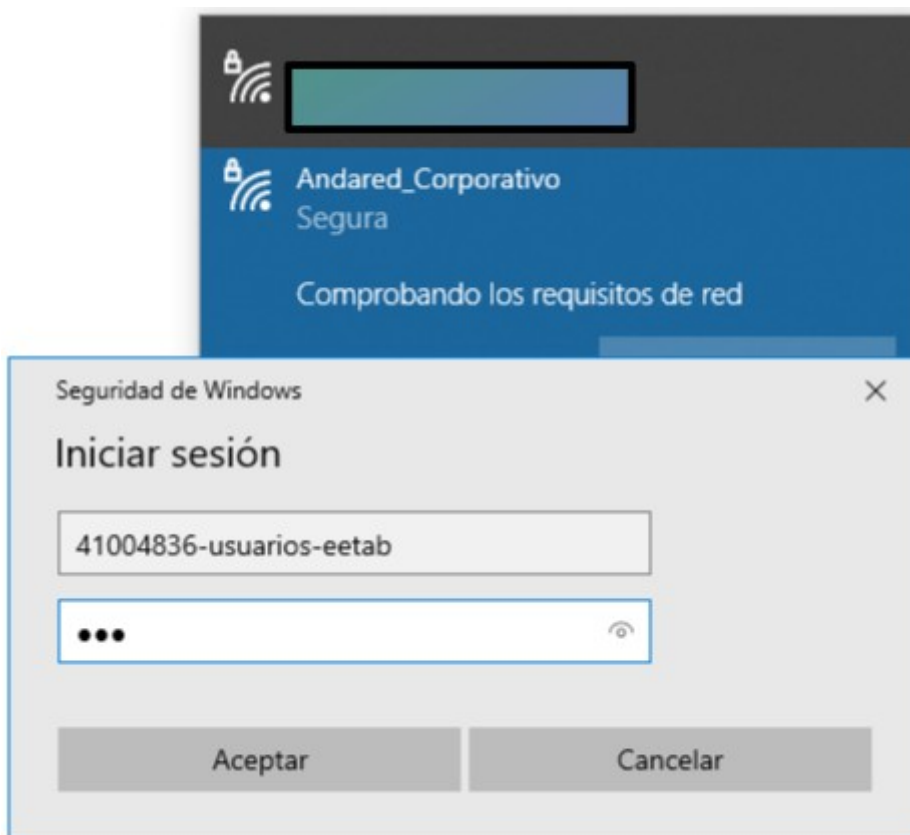 Andared_Corporativo
Segura
Comprobando los requisitos de red
Seguridad de Windows
Iniciar sesión
41004836-usuarios-eetab
•••
Aceptar
Cancelar